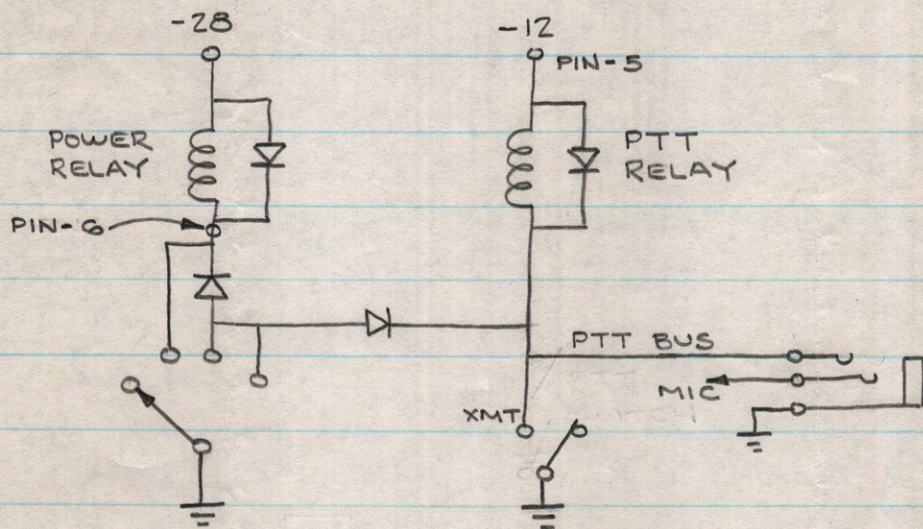 -28
-12
PIN-5
POWER
RELAY
PTT
RELAY
PIN-6
PTT BUS
MIC
XMT